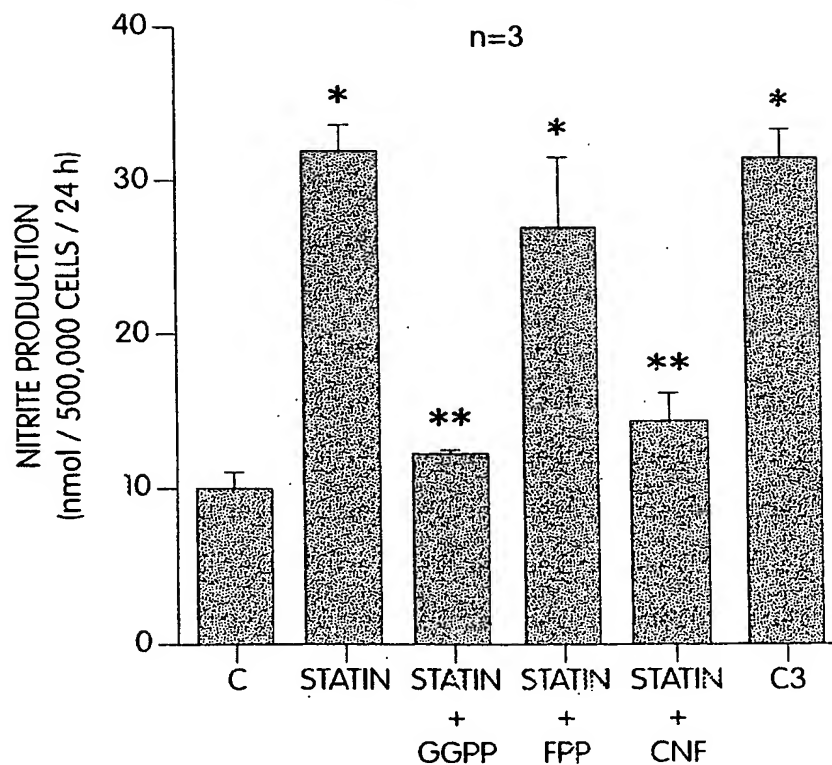 n=3
NITRITE PRODUCTION
(nmol / 500,000 CELLS / 24 h)
40
30
20
10
0
*
*
*
**
**
C
STATIN
STATIN
+
GGPP
STATIN
+
FPP
STATIN
+
CNF
C3